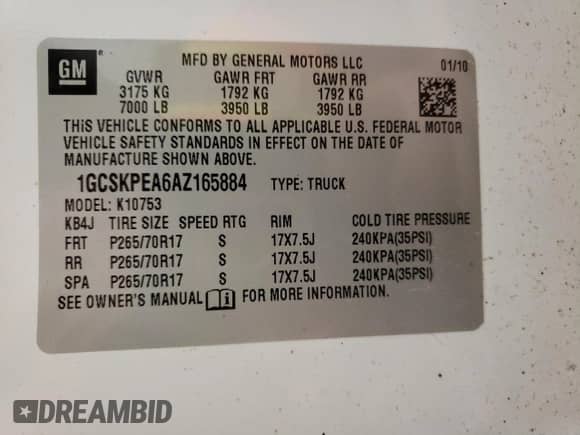 GM ®
MFD BY GENERAL MOTORS LLC 01/10
GVWR GAWR FRT GAWR RR
3175 KG 1792 KG 1792 KG
7000 LB 3950 LB 3950 LB
THIS VEHICLE CONFORMS TO ALL APPLICABLE U.S. FEDERAL MOTOR
VEHICLE SAFETY STANDARDS IN EFFECT ON THE DATE OF
MANUFACTURE SHOWN ABOVE.
1GCSKPEA6AZ165884 TYPE: TRUCK
MODEL: K10753
KB4J TIRE SIZE SPEED RTG RIM COLD TIRE PRESSURE
FRT P265/70R17 S 17X7.5J 240KPA(35PSI)
RR P265/70R17 S 17X7.5J 240KPA(35PSI)
SPA P265/70R17 S 17X7.5J 240KPA(35PSI)
SEE OWNER'S MANUAL i FOR MORE INFORMATION.
DREAMBID